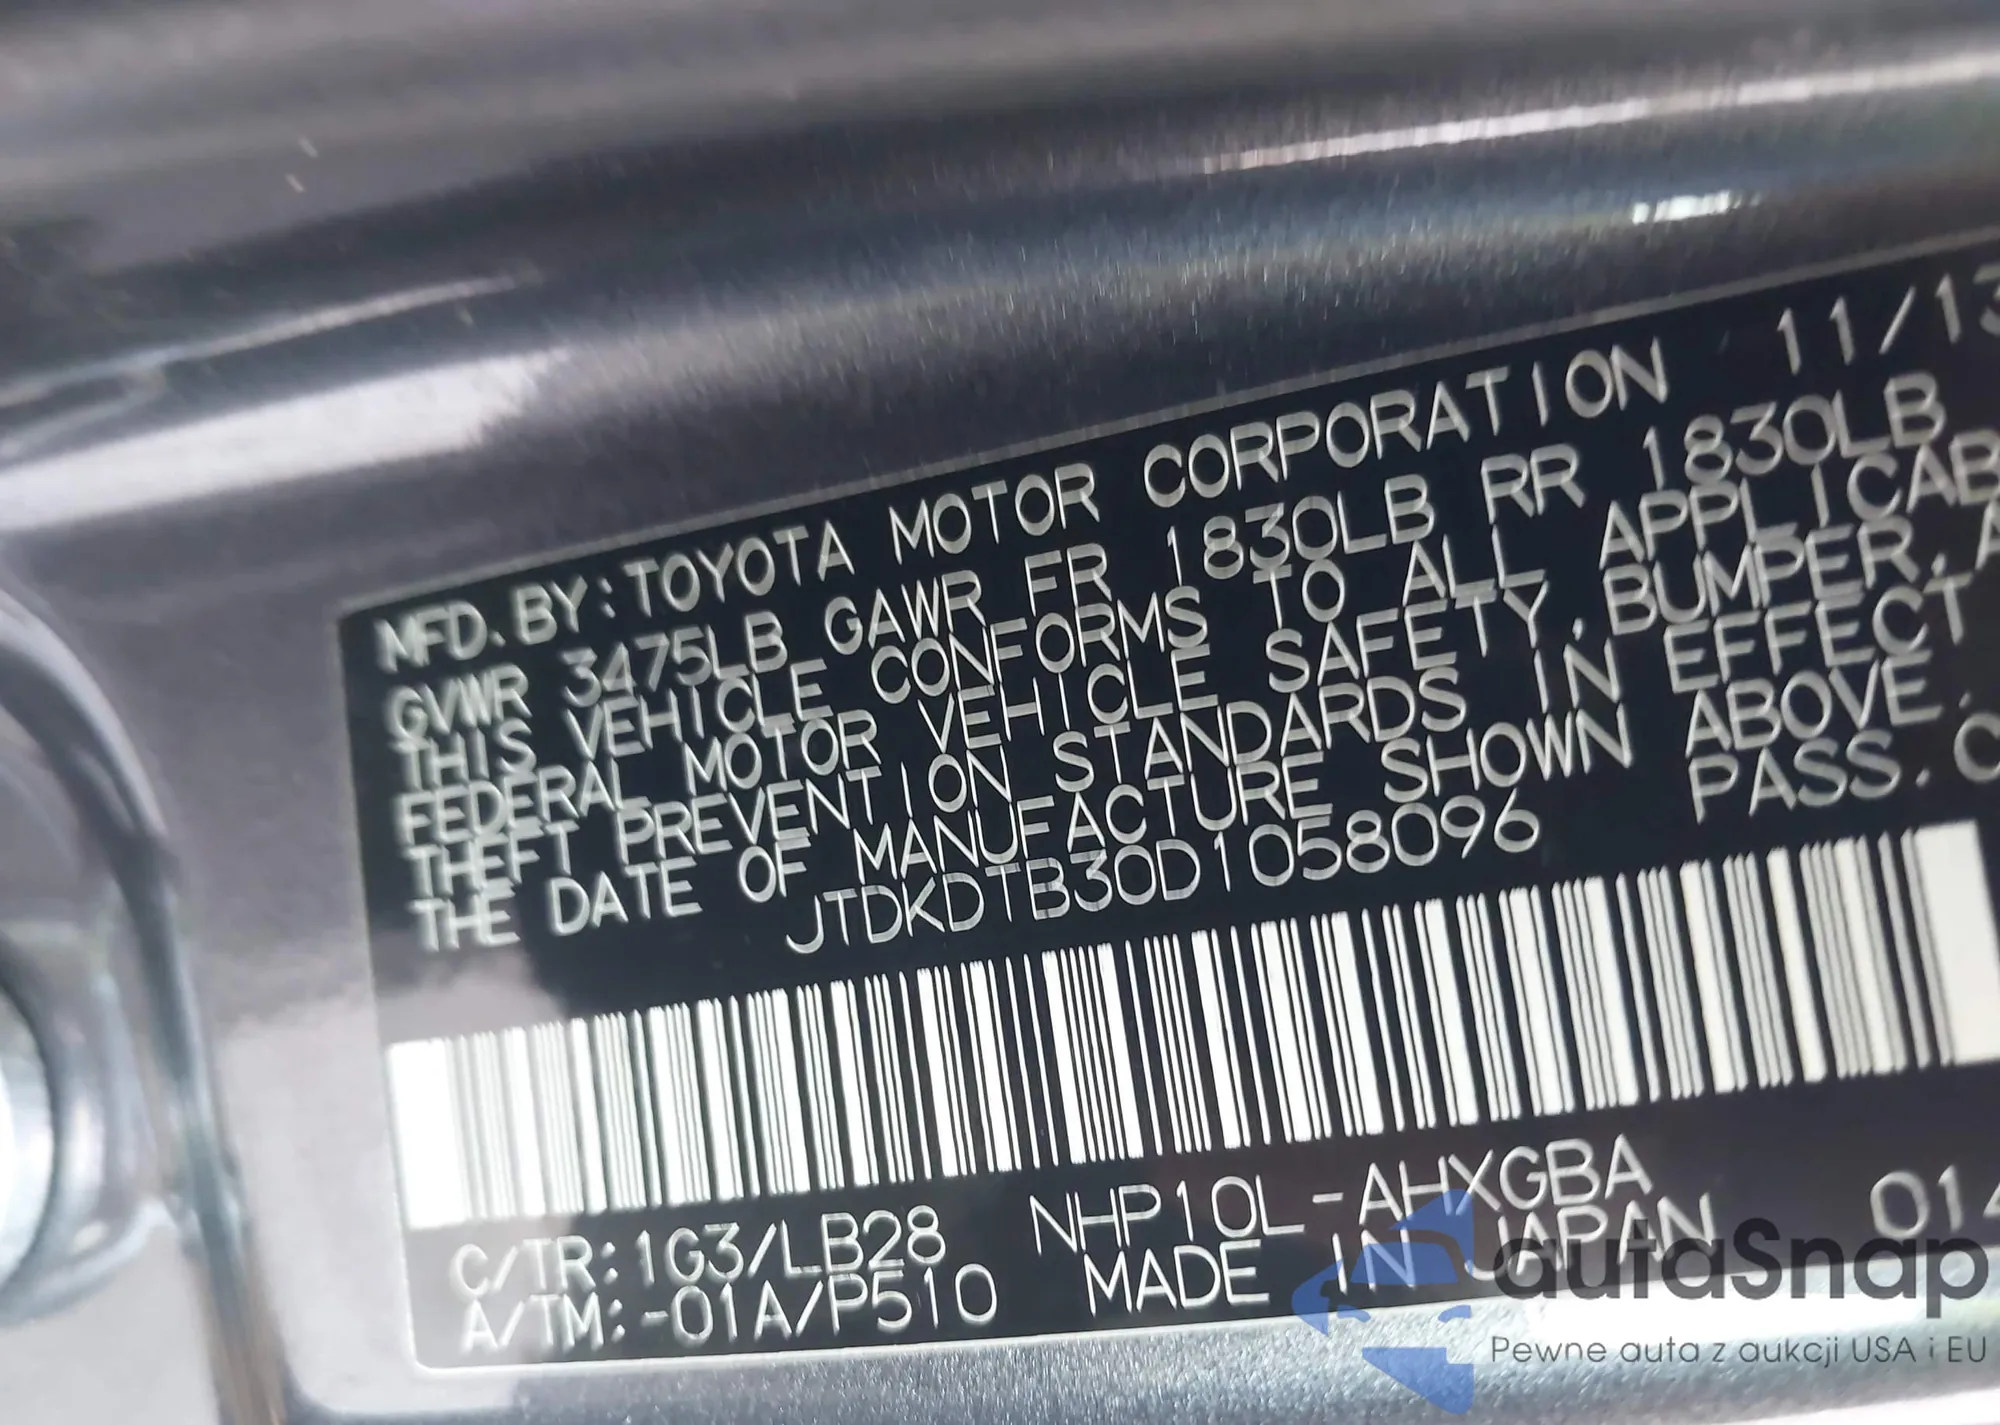 MFD.BY:TOYOTA MOTOR CORPORATION 11/13
GVWR 3475LB GAWR FR 1830LB RR 1830LB
THIS VEHICLE CONFORMS TO ALL APPLICAB
FEDERAL MOTOR VEHICLE SAFETY,BUMPER,A
THEFT PREVENTION STANDARDS IN EFFECT
THE DATE OF MANUFACTURE SHOWN ABOVE.
JTDKDTB30D1058096 PASS.C
C/TR:1G3/LB28 NHP10L-AHXGBA
A/TM:-01A/P510 MADE IN JAPAN 014
autaSnap
Pewne auta z aukcji USA i EU